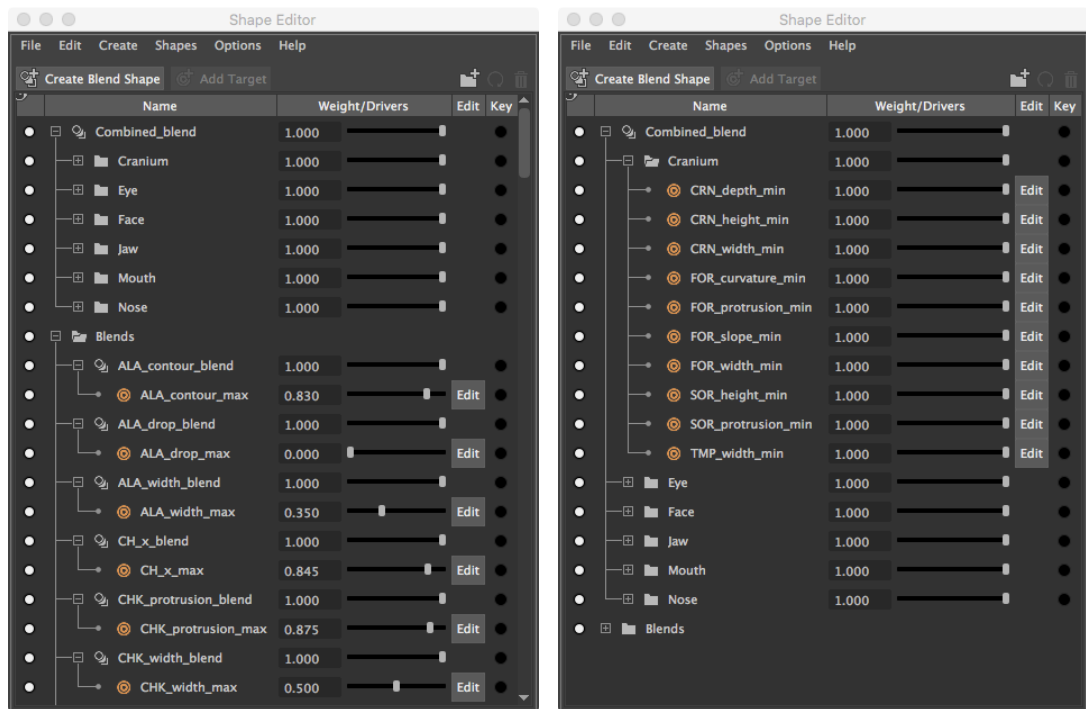 Shape Editor
File Edit Create Shapes Options Help
Create Blend Shape Add Target
Name Weight/Drivers Edit Key
Combined_blend 1.000
Cranium 1.000
Eye 1.000
Face 1.000
Jaw 1.000
Mouth 1.000
Nose 1.000
Blends
ALA_contour_blend 1.000
ALA_contour_max 0.830 Edit
ALA_drop_blend 1.000
ALA_drop_max 0.000 Edit
ALA_width_blend 1.000
ALA_width_max 0.350 Edit
CH_x_blend 1.000
CH_x_max 0.845 Edit
CHK_protrusion_blend 1.000
CHK_protrusion_max 0.875 Edit
CHK_width_blend 1.000
CHK_width_max 0.500 Edit
Shape Editor
File Edit Create Shapes Options Help
Create Blend Shape Add Target
Name Weight/Drivers Edit Key
Combined_blend 1.000
Cranium 1.000
CRN_depth_min 1.000 Edit
CRN_height_min 1.000 Edit
CRN_width_min 1.000 Edit
FOR_curvature_min 1.000 Edit
FOR_protrusion_min 1.000 Edit
FOR_slope_min 1.000 Edit
FOR_width_min 1.000 Edit
SOR_height_min 1.000 Edit
SOR_protrusion_min 1.000 Edit
TMP_width_min 1.000 Edit
Eye 1.000
Face 1.000
Jaw 1.000
Mouth 1.000
Nose 1.000
Blends